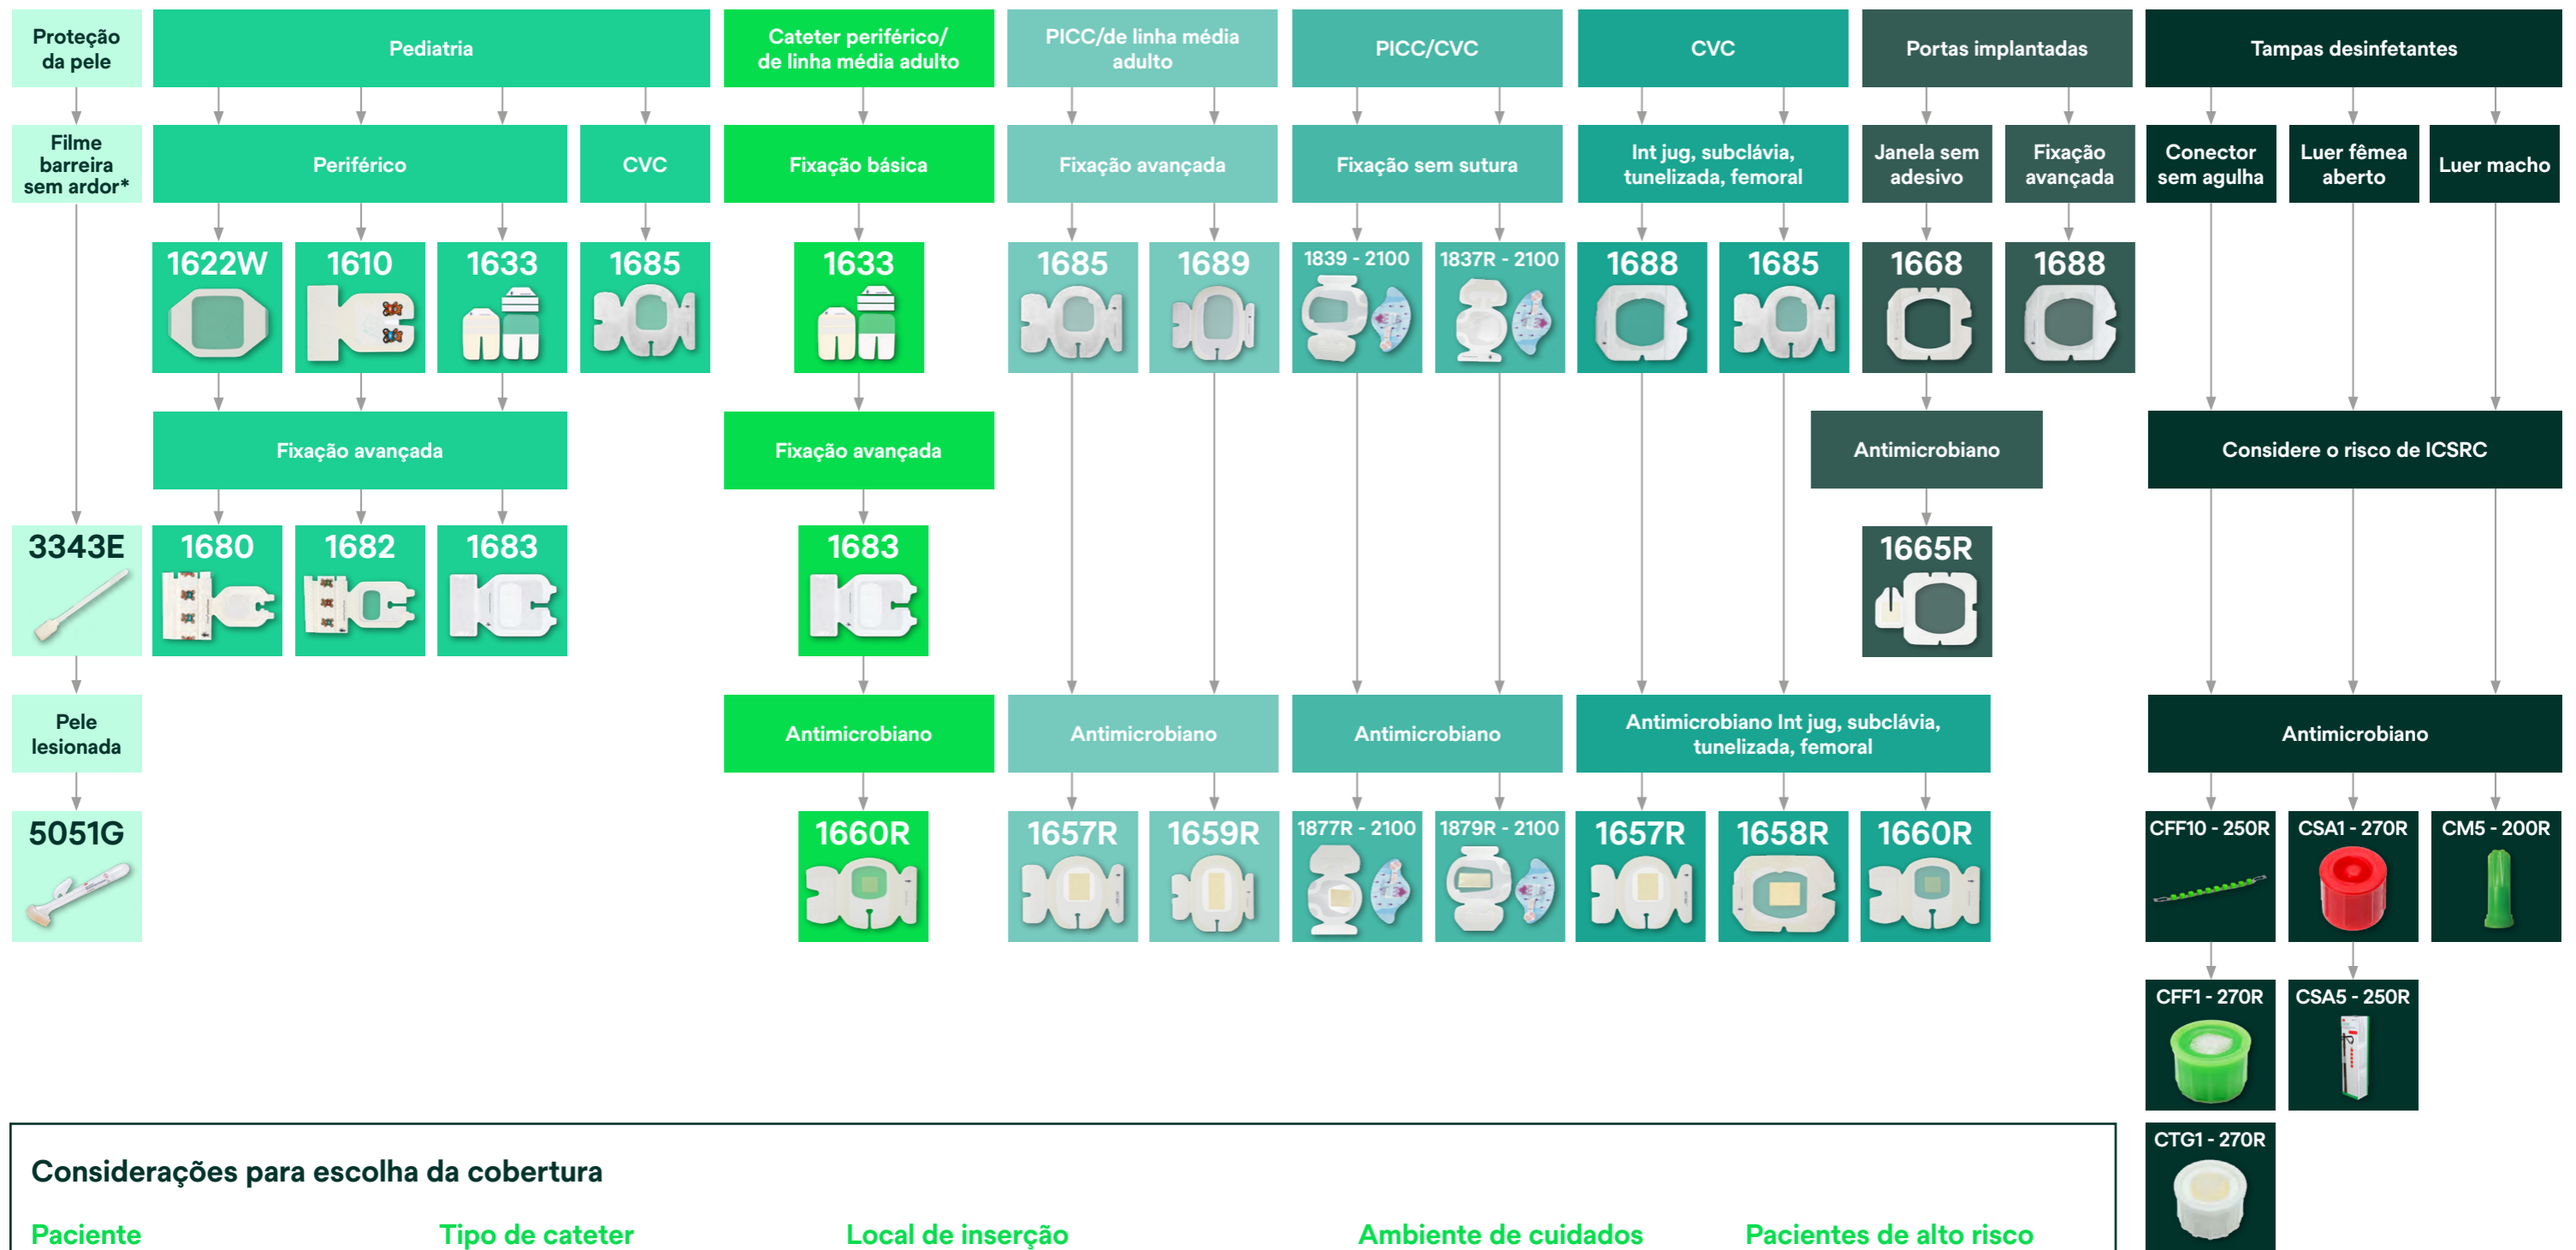 Proteção
da pele
Pediatria
Cateter periférico/
de linha média adulto
PICC/de linha média
adulto
PICC/CVC
CVC
Portas implantadas
Tampas desinfetantes
Filme
barreira
sem ardor*
Periférico
CVC
Fixação básica
Fixação avançada
Fixação sem sutura
Int jug, subclávia,
tunelizada, femoral
Janela sem
adesivo
Fixação
avançada
Conector
sem agulha
Luer fêmea
aberto
Luer macho
1622W
1610
1633
1685
1633
1685
1689
1839 - 2100
1837R - 2100
1688
1685
1668
1688
Fixação avançada
Fixação avançada
Antimicrobiano
Considere o risco de ICSRC
3343E
1680
1682
1683
1683
1665R
Pele
lesionada
Antimicrobiano
Antimicrobiano
Antimicrobiano
Antimicrobiano Int jug, subclávia,
tunelizada, femoral
Antimicrobiano
5051G
1660R
1657R
1659R
1877R - 2100
1879R - 2100
1657R
1658R
1660R
CFF10 - 250R
CSA1 - 270R
CM5 - 200R
CFF1 - 270R
CSA5 - 250R
CTG1 - 270R
Considerações para escolha da cobertura
Paciente
Tipo de cateter
Local de inserção
Ambiente de cuidados
Pacientes de alto risco